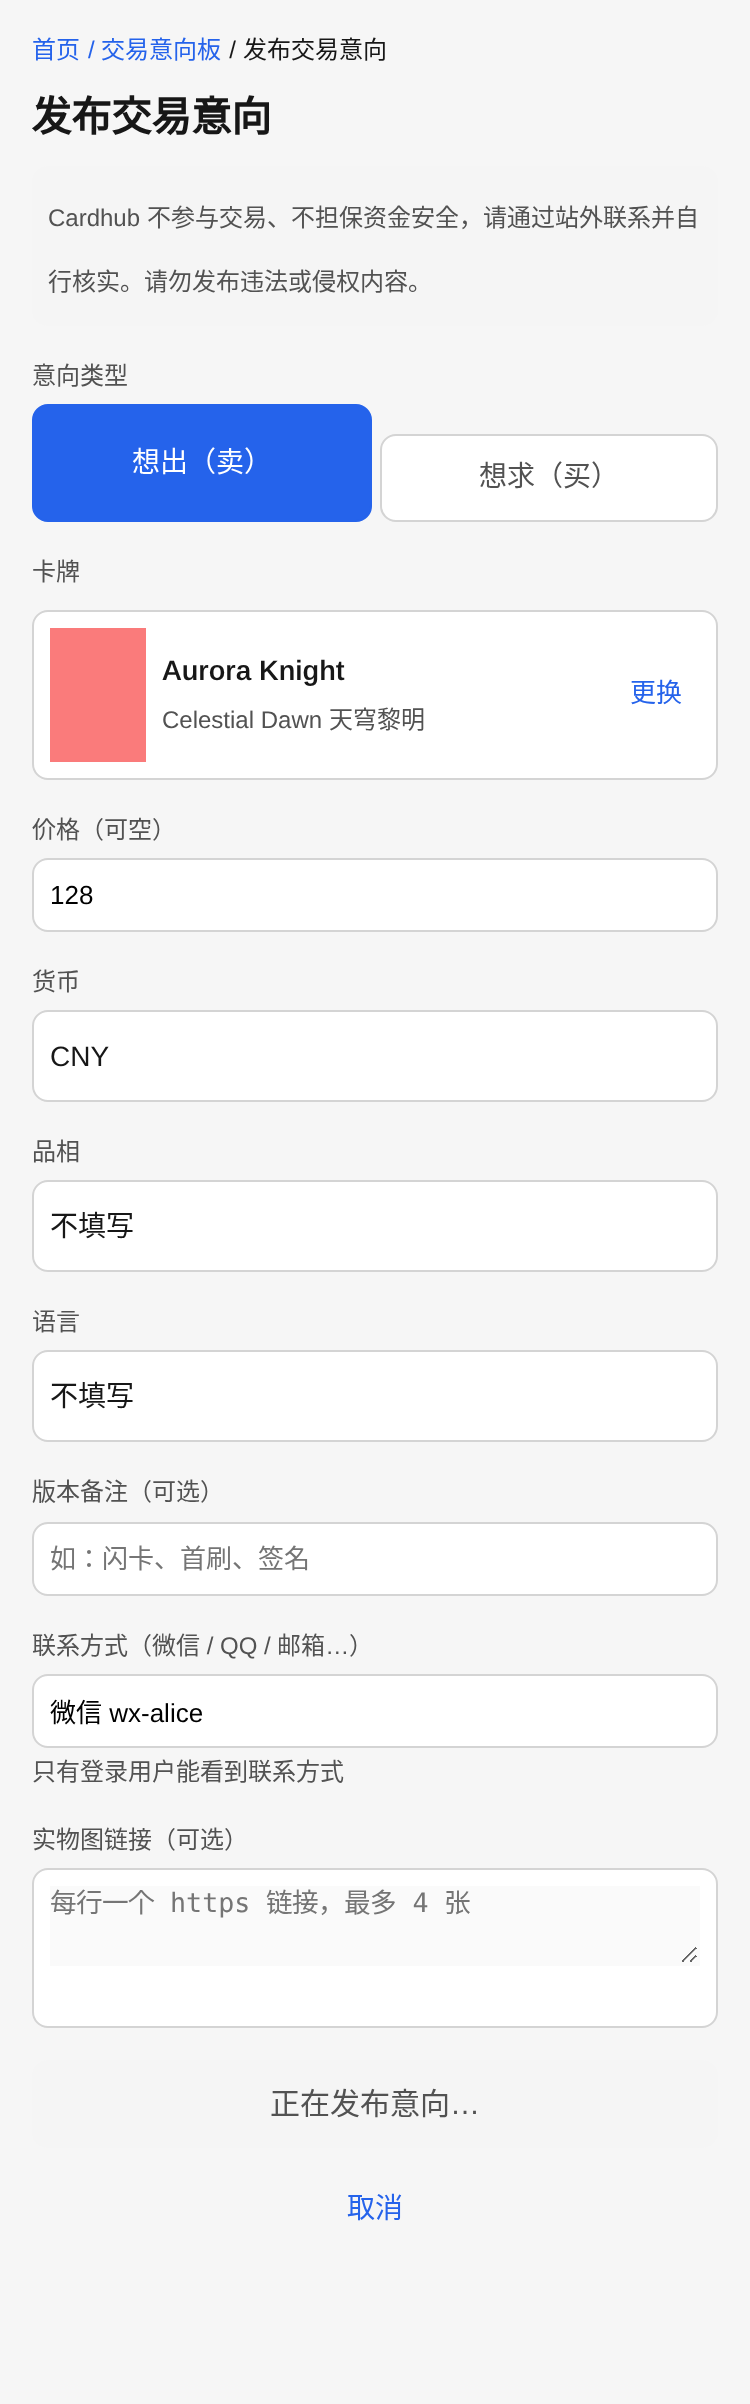 首页 / 交易意向板 / 发布交易意向
发布交易意向
Cardhub 不参与交易、不担保资金安全，请通过站外联系并自
行核实。请勿发布违法或侵权内容。
意向类型
想出（卖） 想求（买）
卡牌
Aurora Knight
Celestial Dawn 天穹黎明
更换
价格（可空）
128
货币
CNY
品相
不填写
语言
不填写
版本备注（可选）
如：闪卡、首刷、签名
联系方式（微信 / QQ / 邮箱…）
微信 wx-alice
只有登录用户能看到联系方式
实物图链接（可选）
每行一个 https 链接，最多 4 张
正在发布意向…
取消